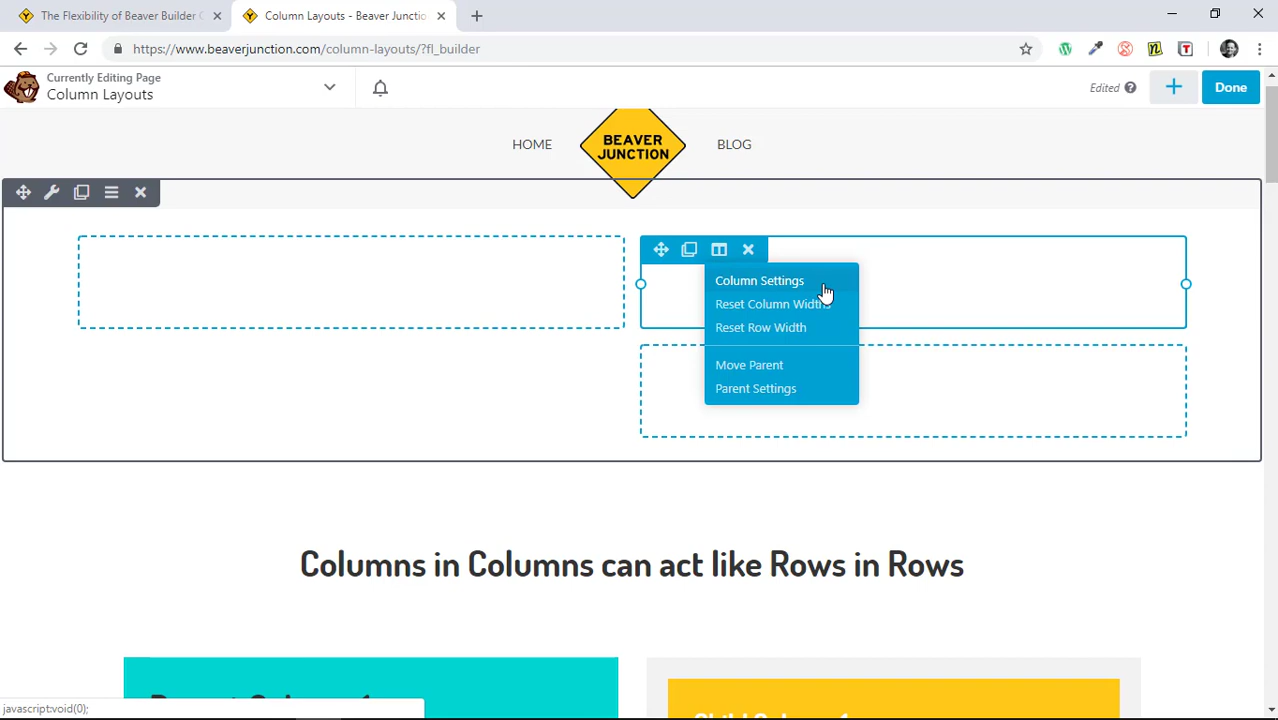 The Flexibility of Beaver Builder
Column Layouts - Beaver Junctio
https://www.beaverjunction.com/column-layouts/?fl_builder
Currently Editing Page
Column Layouts
Edited
Done
HOME
BEAVER
JUNCTION
BLOG
Column Settings
Reset Column Widths
Reset Row Width
Move Parent
Parent Settings
Columns in Columns can act like Rows in Rows
javascript:void(0);